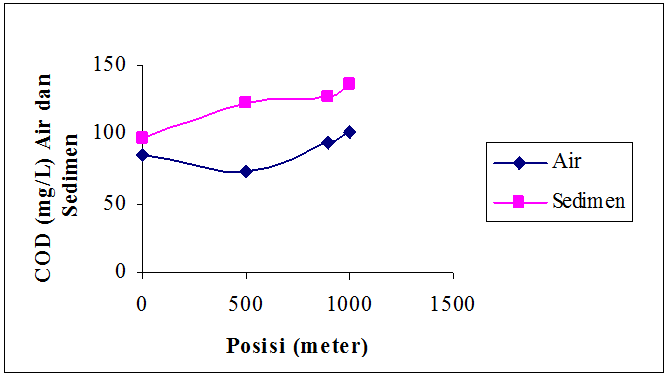 COD (mg/L) Air dan
Sedimen
150
100
50
0
0 500 1000 1500
Posisi (meter)
Air
Sedimen